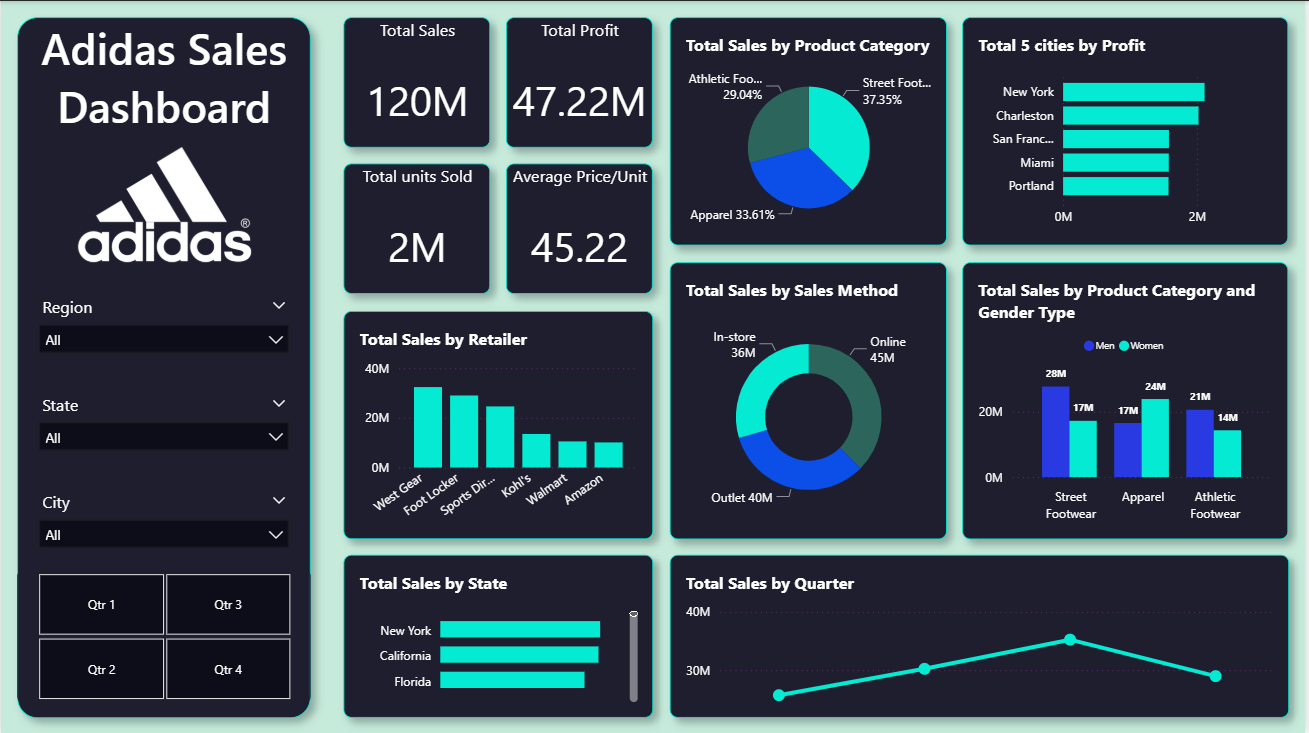 Adidas Sales
Dashboard
adidas®
Region
All
State
All
City
All
Qtr 1
Qtr 3
Qtr 2
Qtr 4
Total Sales
120M
Total Profit
47.22M
Total units Sold
2M
Average Price/Unit
45.22
Total Sales by Product Category
Athletic Foo...
29.04%
Street Foot...
37.35%
Apparel 33.61%
Total 5 cities by Profit
New York
Charleston
San Franc...
Miami
Portland
0M
2M
Total Sales by Retailer
40M
20M
0M
West Gear
Foot Locker
Sports Dir...
Kohl's
Walmart
Amazon
Total Sales by Sales Method
In-store
36M
Online
45M
Outlet 40M
Total Sales by Product Category and
Gender Type
Men
Women
20M
0M
28M
17M
17M
24M
21M
14M
Street
Footwear
Apparel
Athletic
Footwear
Total Sales by State
New York
California
Florida
Total Sales by Quarter
40M
30M